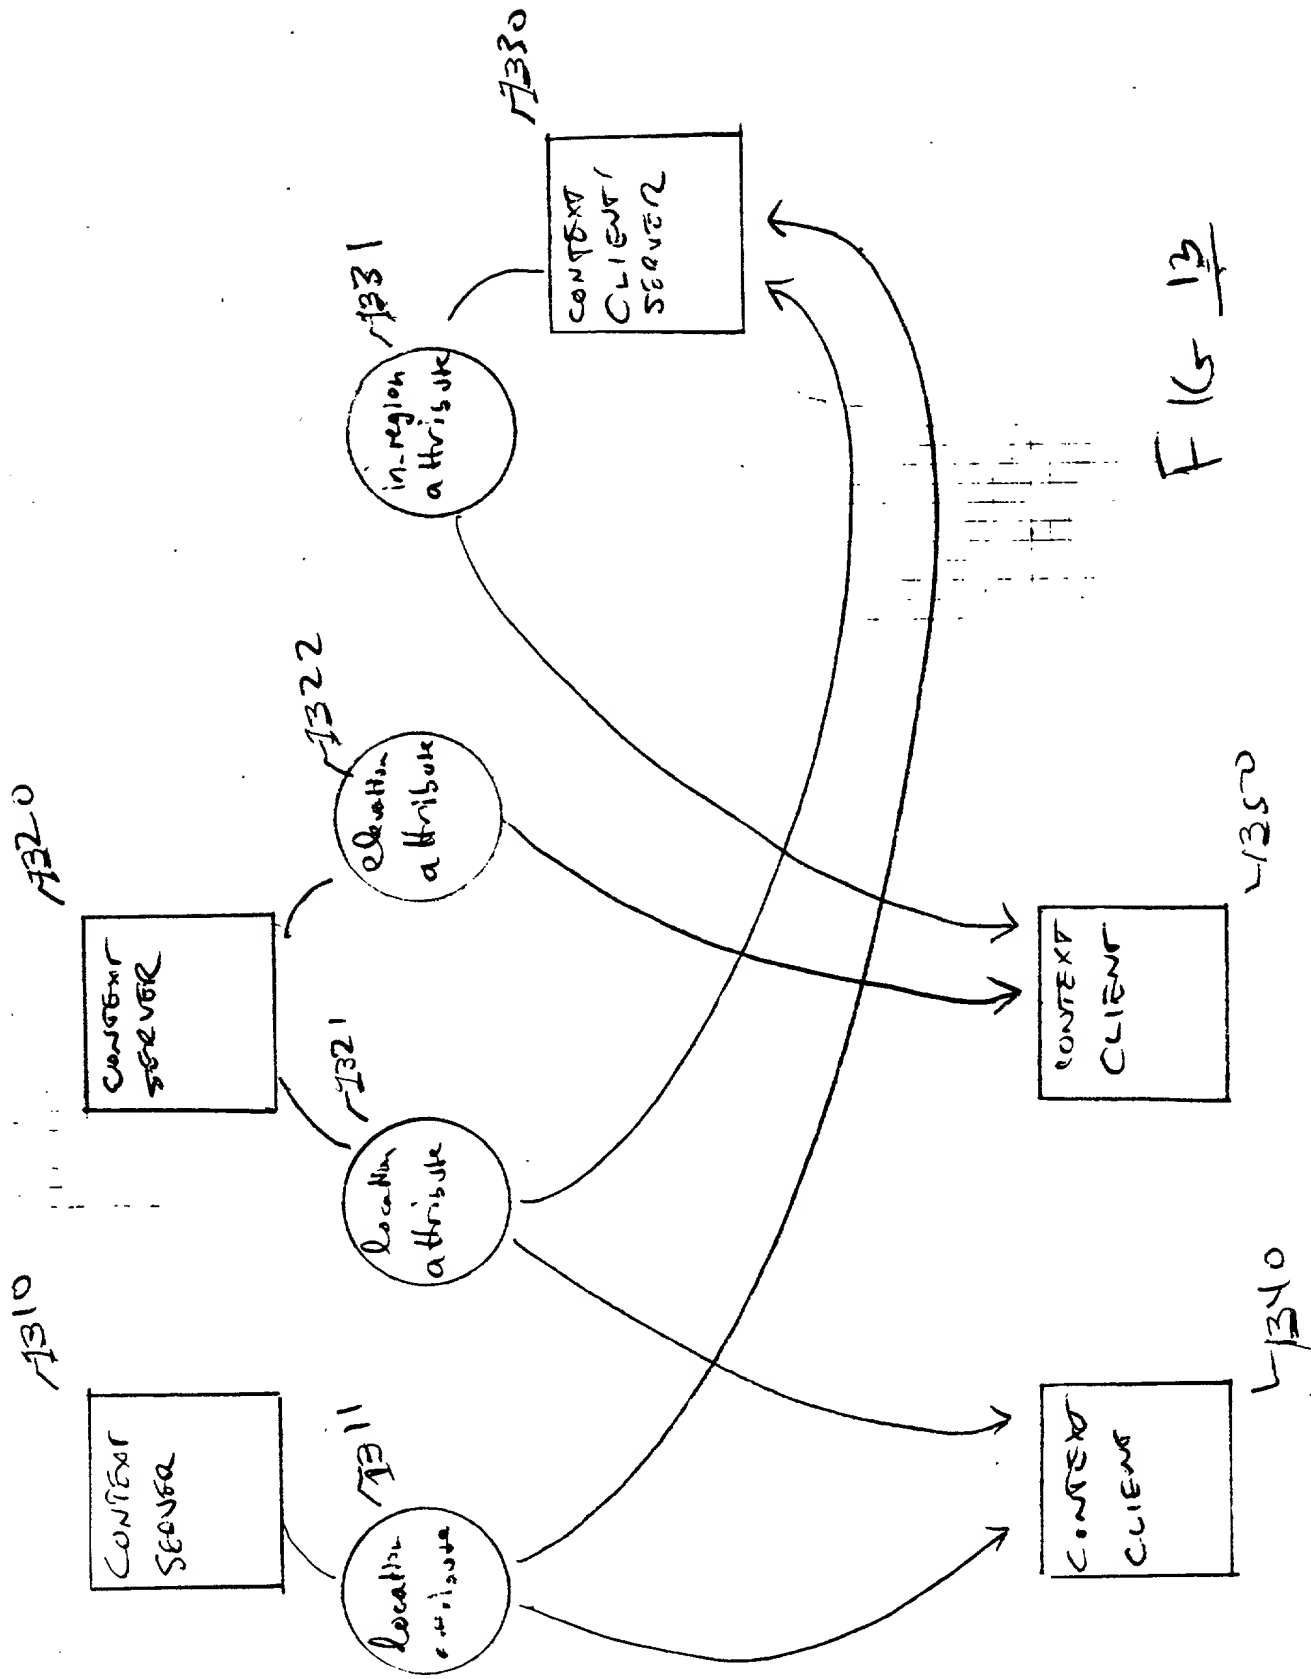 1310
CONTEXT
SERVER
1320
CONTEXT
SERVER
1311
location
attribute
1321
location
attribute
1322
elevation
attribute
1331
in-region
attribute
1330
CONTEXT
CLIENT/
SERVER
CONTEXT
CLIENT
1340
CONTEXT
CLIENT
1350
FIG 13